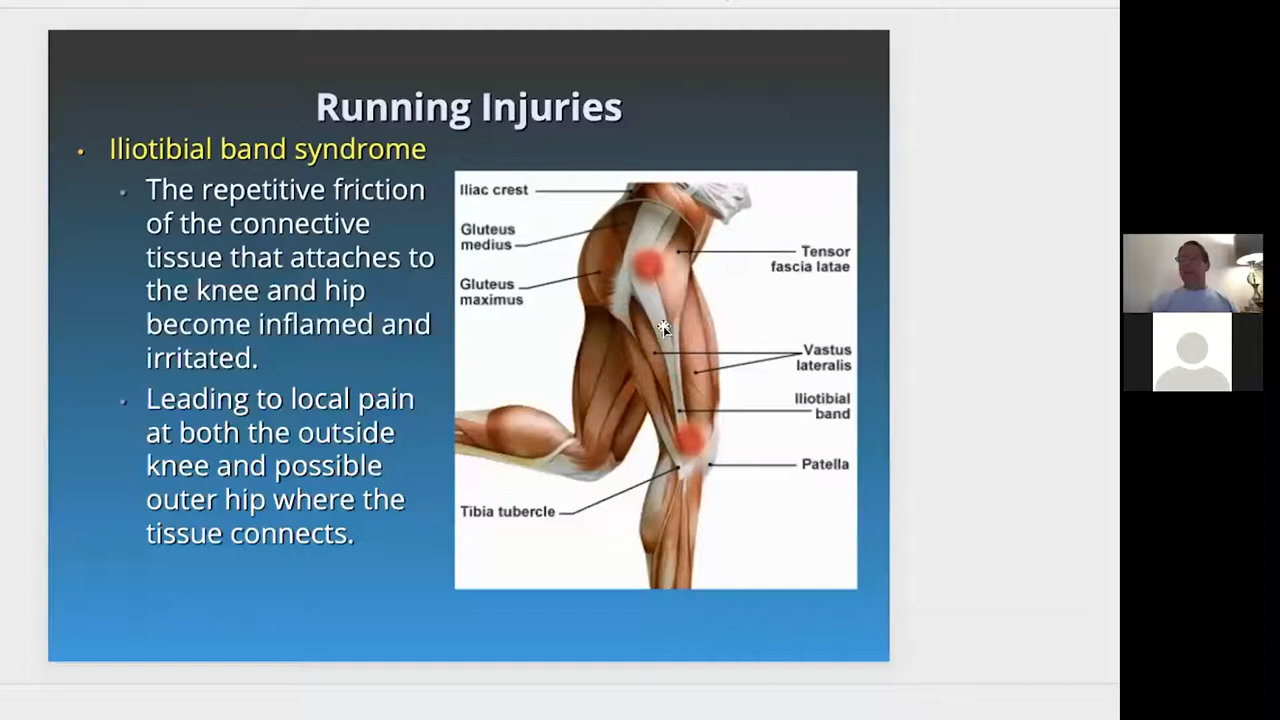 Running Injuries
Iliotibial band syndrome
The repetitive friction
of the connective
tissue that attaches to
the knee and hip
become inflamed and
irritated.
Leading to local pain
at both the outside
knee and possible
outer hip where the
tissue connects.
Iliac crest
Gluteus
medius
Gluteus
maximus
Tensor
fascia latae
Vastus
lateralis
Iliotibial
band
Patella
Tibia tubercle